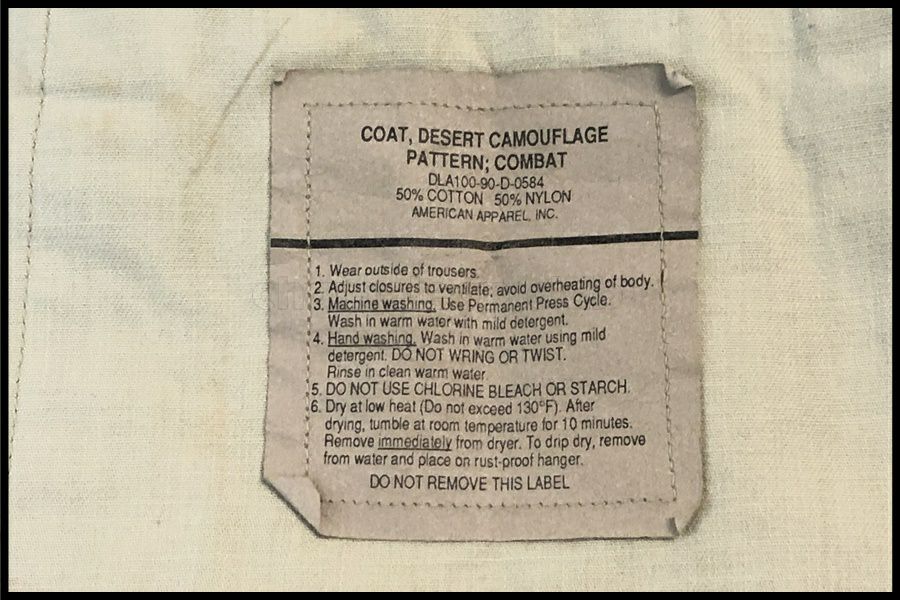 COAT, DESERT CAMOUFLAGE
PATTERN; COMBAT
DLA100-90-D-0584
50% COTTON 50% NYLON
AMERICAN APPAREL, INC.
1. Wear outside of trousers.
2. Adjust closures to ventilate; avoid overheating of body.
3. Machine washing. Use Permanent Press Cycle.
Wash in warm water with mild detergent.
4. Hand washing. Wash in warm water using mild
detergent. DO NOT WRING OR TWIST.
Rinse in clean warm water.
5. DO NOT USE CHLORINE BLEACH OR STARCH.
6. Dry at low heat (Do not exceed 130°F). After
drying, tumble at room temperature for 10 minutes.
Remove immediately from dryer. To drip dry, remove
from water and place on rust-proof hanger.
DO NOT REMOVE THIS LABEL